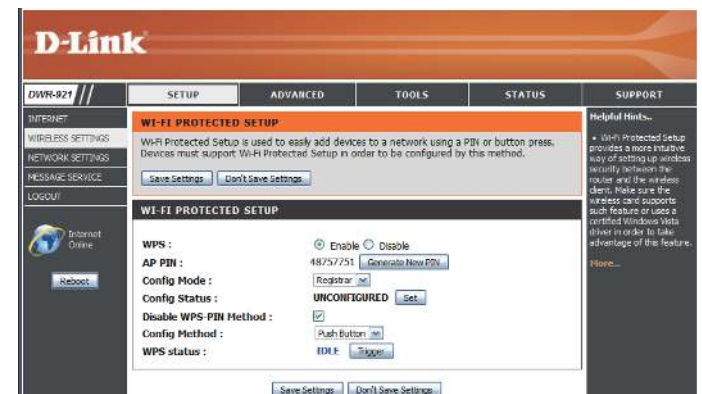 D-Link
DWR-921 // SETUP ADVANCED TOOLS STATUS SUPPORT
INTERNET
WIRELESS SETTINGS
NETWORK SETTINGS
MESSAGE SERVICE
LOGOUT
Internet
Online
Reboot
WI-FI PROTECTED SETUP
Wi-Fi Protected Setup is used to easily add devices to a network using a PIN or button press.
Devices must support Wi-Fi Protected Setup in order to be configured by this method.
Save Settings Don't Save Settings
WI-FI PROTECTED SETUP
WPS : Enable Disable
AP PIN : 48757751 Generate New PIN
Config Mode : Registrar
Config Status : UNCONFIGURED Set
Disable WPS-PIN Method :
Config Method : Push Button
WPS status : IDLE Trigger
Save Settings Don't Save Settings
Helpful Hints..
• Wi-Fi Protected Setup
provides a more intuitive
way of setting up wireless
security between the
router and the wireless
client. Make sure the
wireless card supports
such feature or uses a
certified Windows Vista
driver in order to take
advantage of this feature.
More...